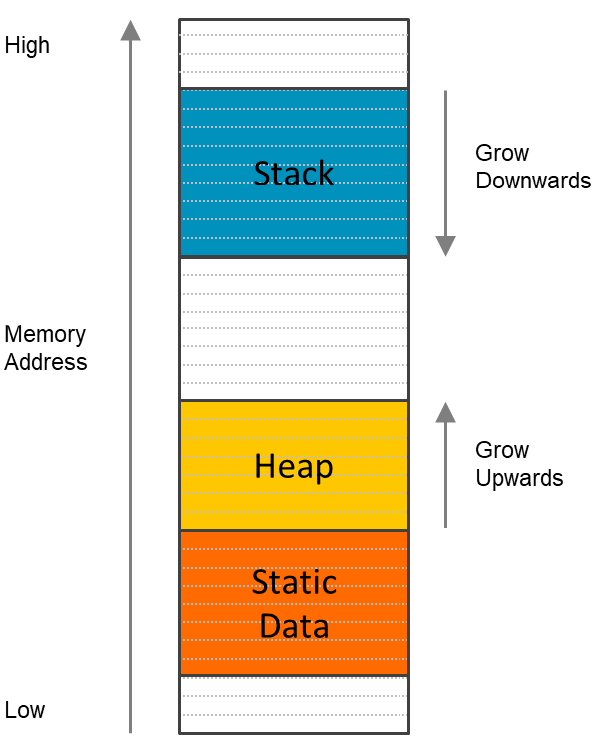 High
Stack
Grow
Downwards
Memory
Address
Heap
Grow
Upwards
Static
Data
Low